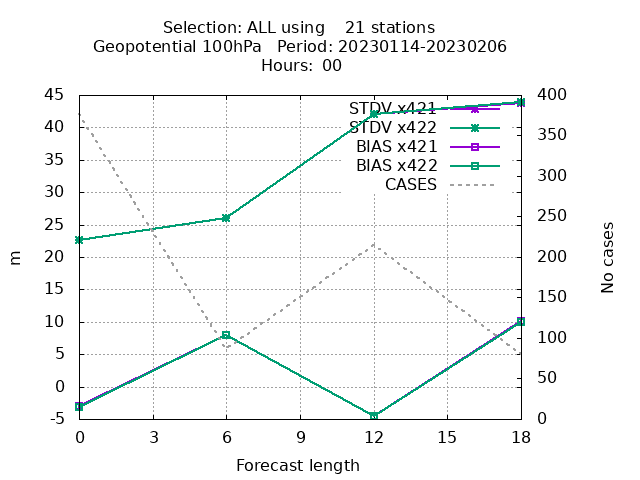 Selection: ALL using    21 stations
Geopotential 100hPa   Period: 20230114-20230206
Hours: 00
STDV x421
STDV x422
BIAS x421
BIAS x422
CASES
45
40
35
30
25
20
15
10
5
0
-5
m
400
350
300
250
200
150
100
50
0
No cases
0 3 6 9 12 15 18
Forecast length